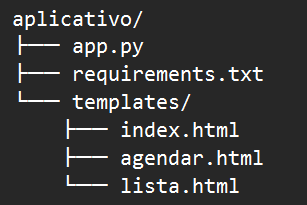 aplicativo/
├── app.py
├── requirements.txt
└── templates/
    ├── index.html
    ├── agendar.html
    └── lista.html